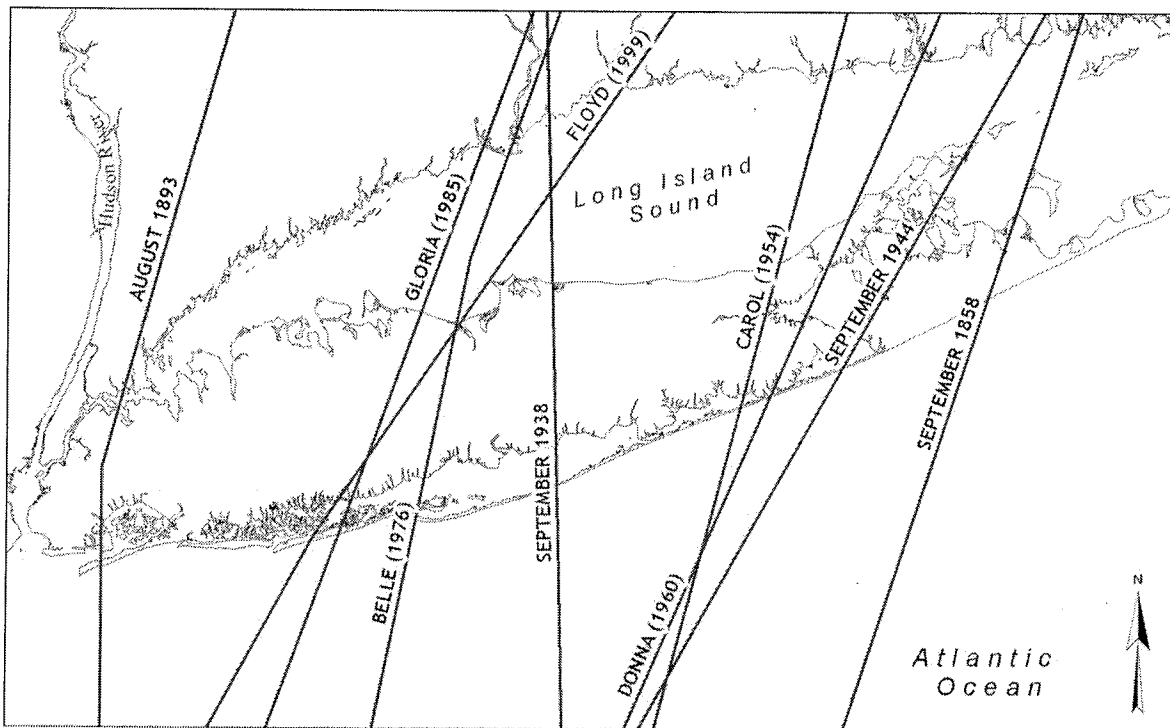 Hudson River
AUGUST 1893
GLORIA (1985)
BELLE (1976)
FLOYD (1999)
SEPTEMBER 1938
Long Island
Sound
CAROL (1954)
DONNA (1960)
SEPTEMBER 1944
SEPTEMBER 1858
Atlantic
Ocean
N